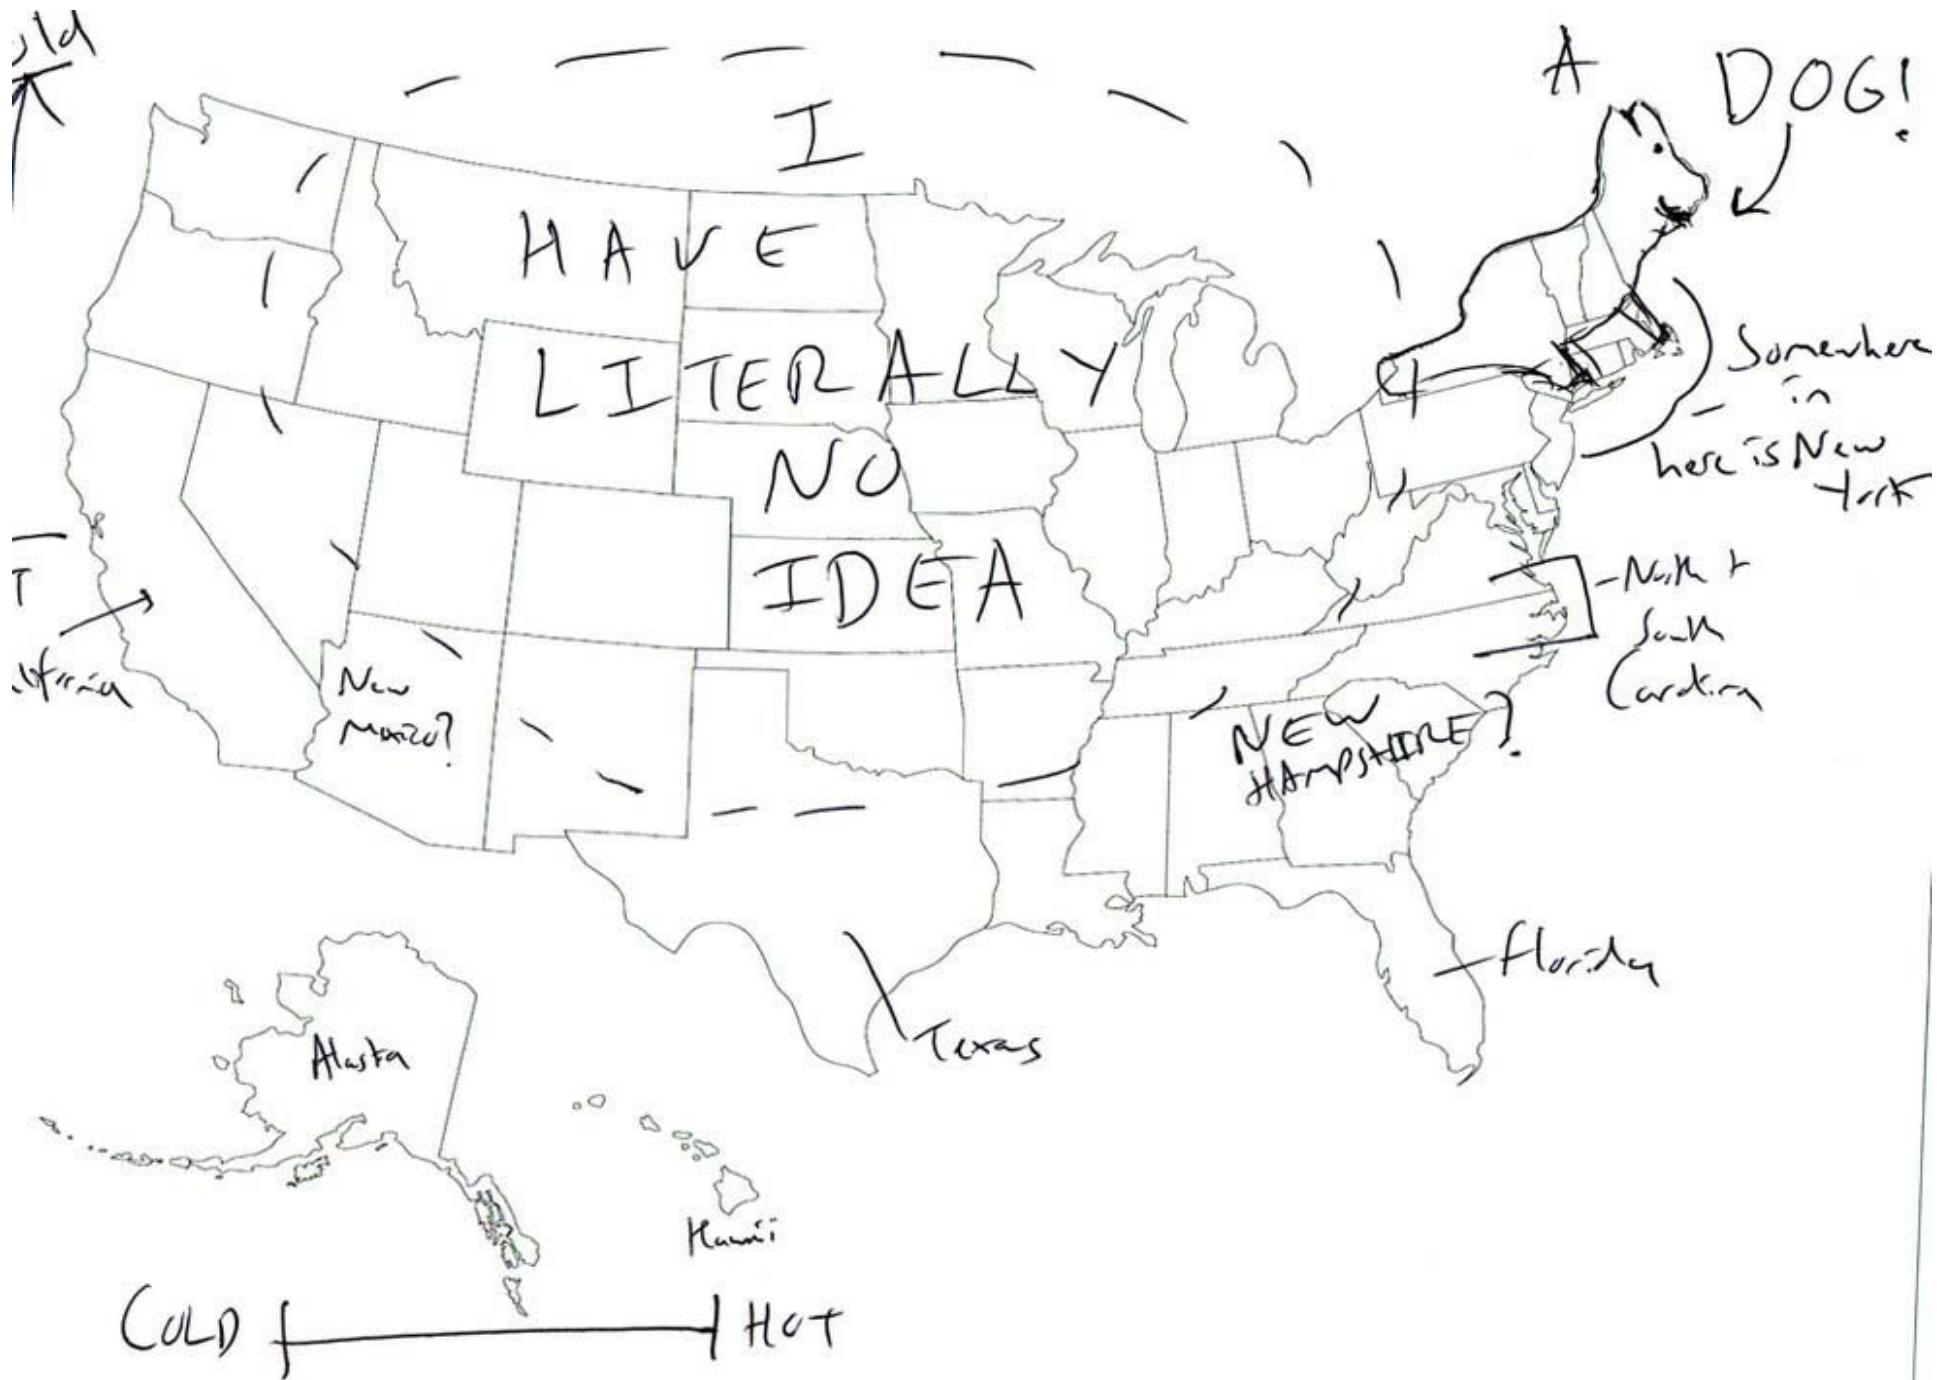 A
DOG!
I
HAVE
LITERALLY
NO
IDEA
Somewhere
in
here is New
York
North +
South
Carolina
New
Mexico?
NEW
HAMPSHIRE?
Florida
Texas
Alaska
Hawaii
COLD
HOT